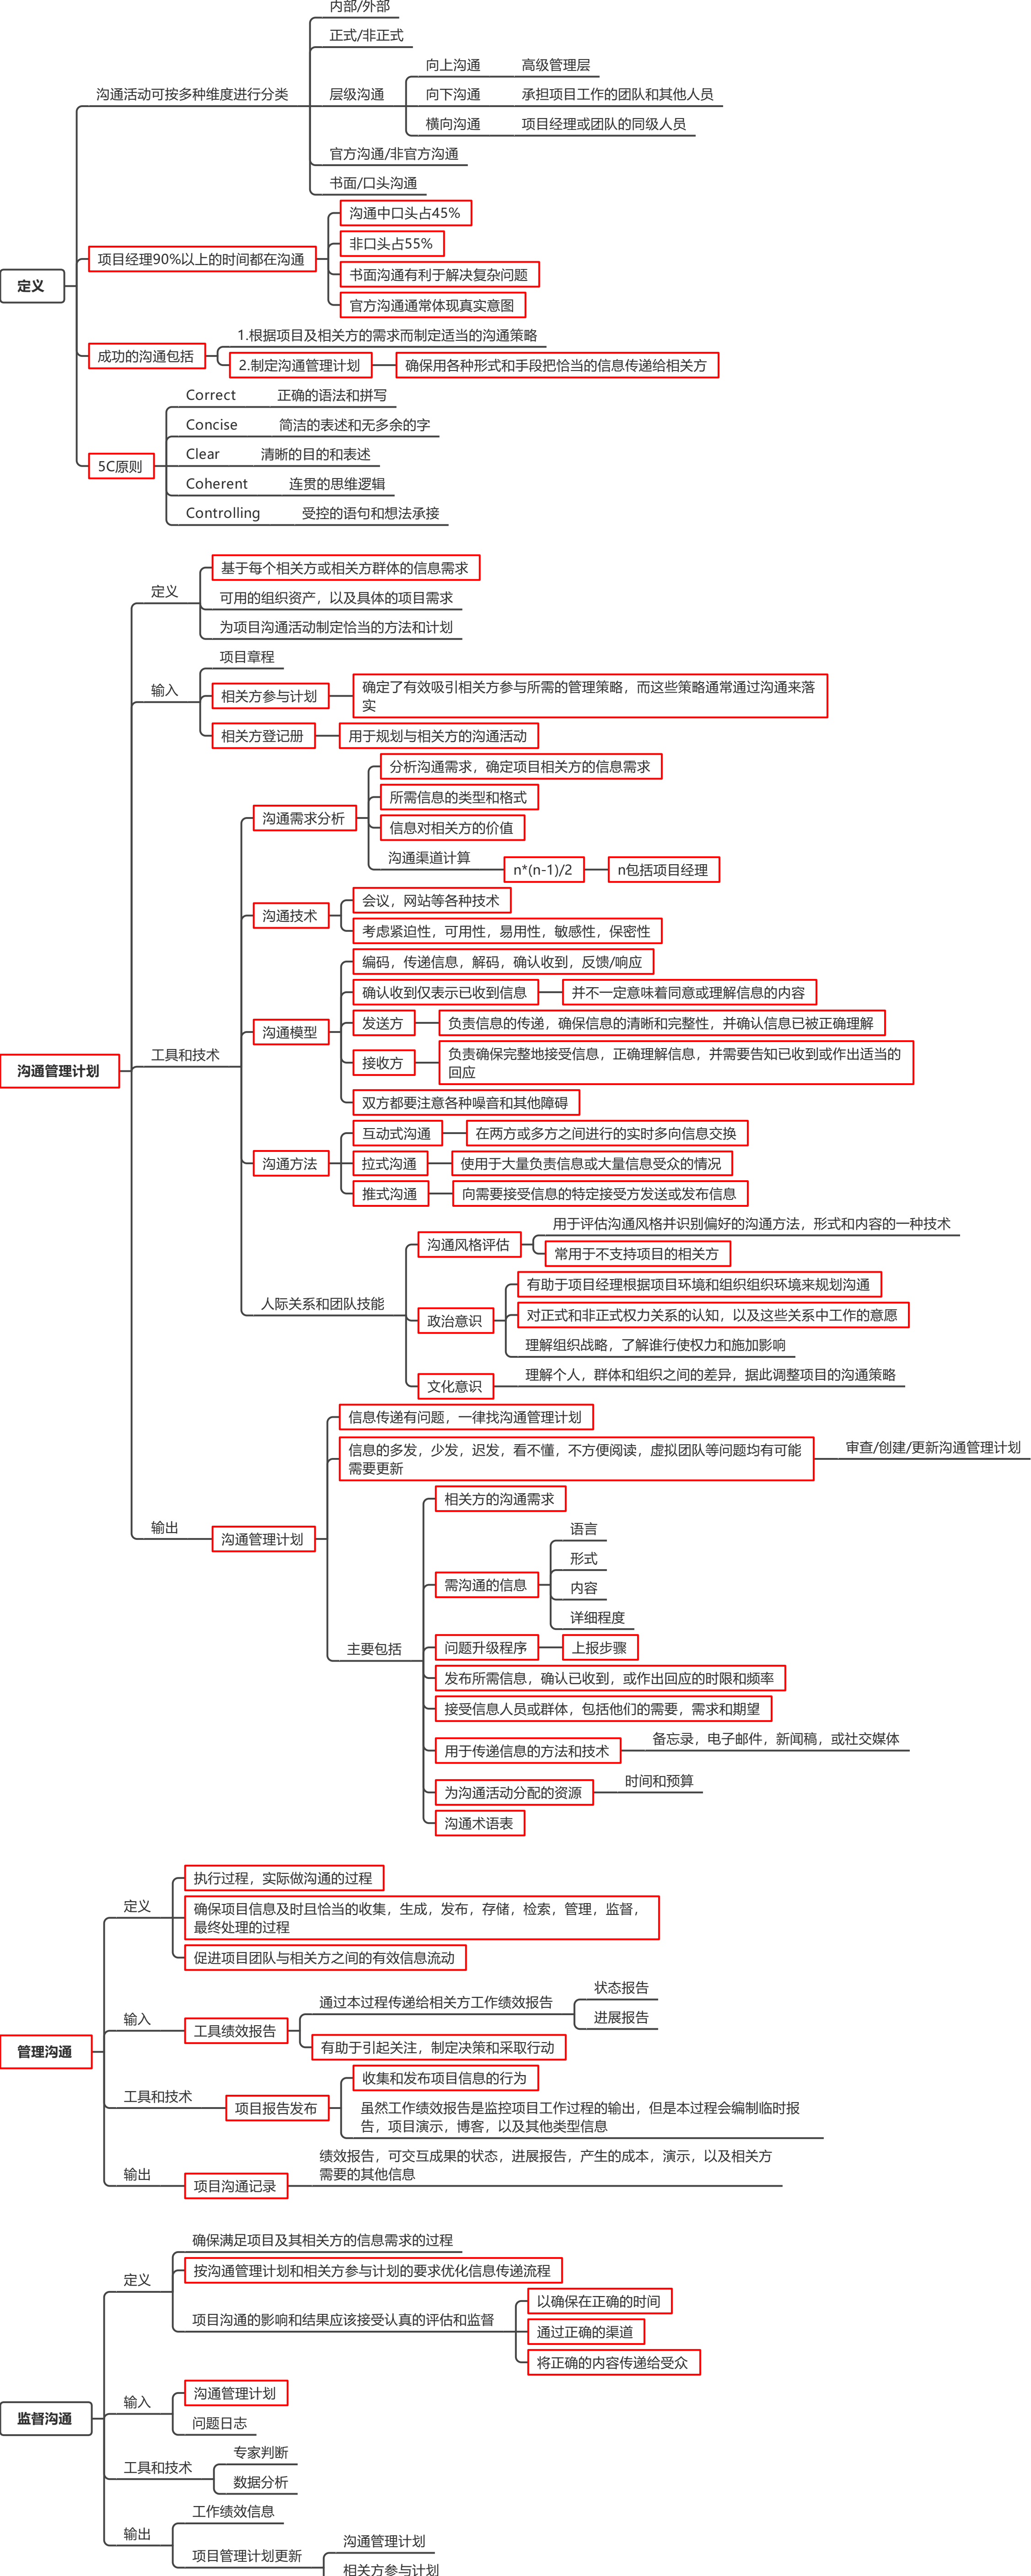 内部/外部
正式/非正式
沟通活动可按多种维度进行分类
层级沟通
向上沟通
高级管理层
向下沟通
承担项目工作的团队和其他人员
横向沟通
项目经理或团队的同级人员
官方沟通/非官方沟通
书面/口头沟通
定义
项目经理90%以上的时间都在沟通
沟通中口头占45%
非口头占55%
书面沟通有利于解决复杂问题
官方沟通通常体现真实意图
成功的沟通包括
1.根据项目及相关方的需求而制定适当的沟通策略
2.制定沟通管理计划
确保用各种形式和手段把恰当的信息传递给相关方
5C原则
Correct
正确的语法和拼写
Concise
简洁的表述和无多余的字
Clear
清晰的目的和表述
Coherent
连贯的思维逻辑
Controlling
受控的语句和想法承接
沟通管理计划
定义
基于每个相关方或相关方群体的信息需求
可用的组织资产，以及具体的项目需求
为项目沟通活动制定恰当的方法和计划
输入
项目章程
相关方参与计划
确定了有效吸引相关方参与所需的管理策略，而这些策略通常通过沟通来落
实
相关方登记册
用于规划与相关方的沟通活动
工具和技术
沟通需求分析
分析沟通需求，确定项目相关方的信息需求
所需信息的类型和格式
信息对相关方的价值
沟通渠道计算
n*(n-1)/2
n包括项目经理
沟通技术
会议，网站等各种技术
考虑紧迫性，可用性，易用性，敏感性，保密性
沟通模型
编码，传递信息，解码，确认收到，反馈/响应
确认收到仅表示已收到信息
并不一定意味着同意或理解信息的内容
发送方
负责信息的传递，确保信息的清晰和完整性，并确认信息已被正确理解
接收方
负责确保完整地接受信息，正确理解信息，并需要告知已收到或作出适当的
回应
双方都要注意各种噪音和其他障碍
沟通方法
互动式沟通
在两方或多方之间进行的实时多向信息交换
拉式沟通
使用于大量负责信息或大量信息受众的情况
推式沟通
向需要接受信息的特定接受方发送或发布信息
人际关系和团队技能
沟通风格评估
用于评估沟通风格并识别偏好的沟通方法，形式和内容的一种技术
常用于不支持项目的相关方
政治意识
有助于项目经理根据项目环境和组织组织环境来规划沟通
对正式和非正式权力关系的认知，以及这些关系中工作的意愿
理解组织战略，了解谁行使权力和施加影响
文化意识
理解个人，群体和组织之间的差异，据此调整项目的沟通策略
输出
沟通管理计划
信息传递有问题，一律找沟通管理计划
信息的多发，少发，迟发，看不懂，不方便阅读，虚拟团队等问题均有可能
需要更新
审查/创建/更新沟通管理计划
主要包括
相关方的沟通需求
需沟通的信息
语言
形式
内容
详细程度
问题升级程序
上报步骤
发布所需信息，确认已收到，或作出回应的时限和频率
接受信息人员或群体，包括他们的需要，需求和期望
用于传递信息的方法和技术
备忘录，电子邮件，新闻稿，或社交媒体
为沟通活动分配的资源
时间和预算
沟通术语表
管理沟通
定义
执行过程，实际做沟通的过程
确保项目信息及时且恰当的收集，生成，发布，存储，检索，管理，监督，
最终处理的过程
促进项目团队与相关方之间的有效信息流动
输入
工具绩效报告
通过本过程传递给相关方工作绩效报告
状态报告
进展报告
有助于引起关注，制定决策和采取行动
工具和技术
项目报告发布
收集和发布项目信息的行为
虽然工作绩效报告是监控项目工作过程的输出，但是本过程会编制临时报
告，项目演示，博客，以及其他类型信息
输出
项目沟通记录
绩效报告，可交互成果的状态，进展报告，产生的成本，演示，以及相关方
需要的其他信息
监督沟通
定义
确保满足项目及其相关方的信息需求的过程
按沟通管理计划和相关方参与计划的要求优化信息传递流程
项目沟通的影响和结果应该接受认真的评估和监督
以确保在正确的时间
通过正确的渠道
将正确的内容传递给受众
输入
沟通管理计划
问题日志
工具和技术
专家判断
数据分析
输出
工作绩效信息
项目管理计划更新
沟通管理计划
相关方参与计划